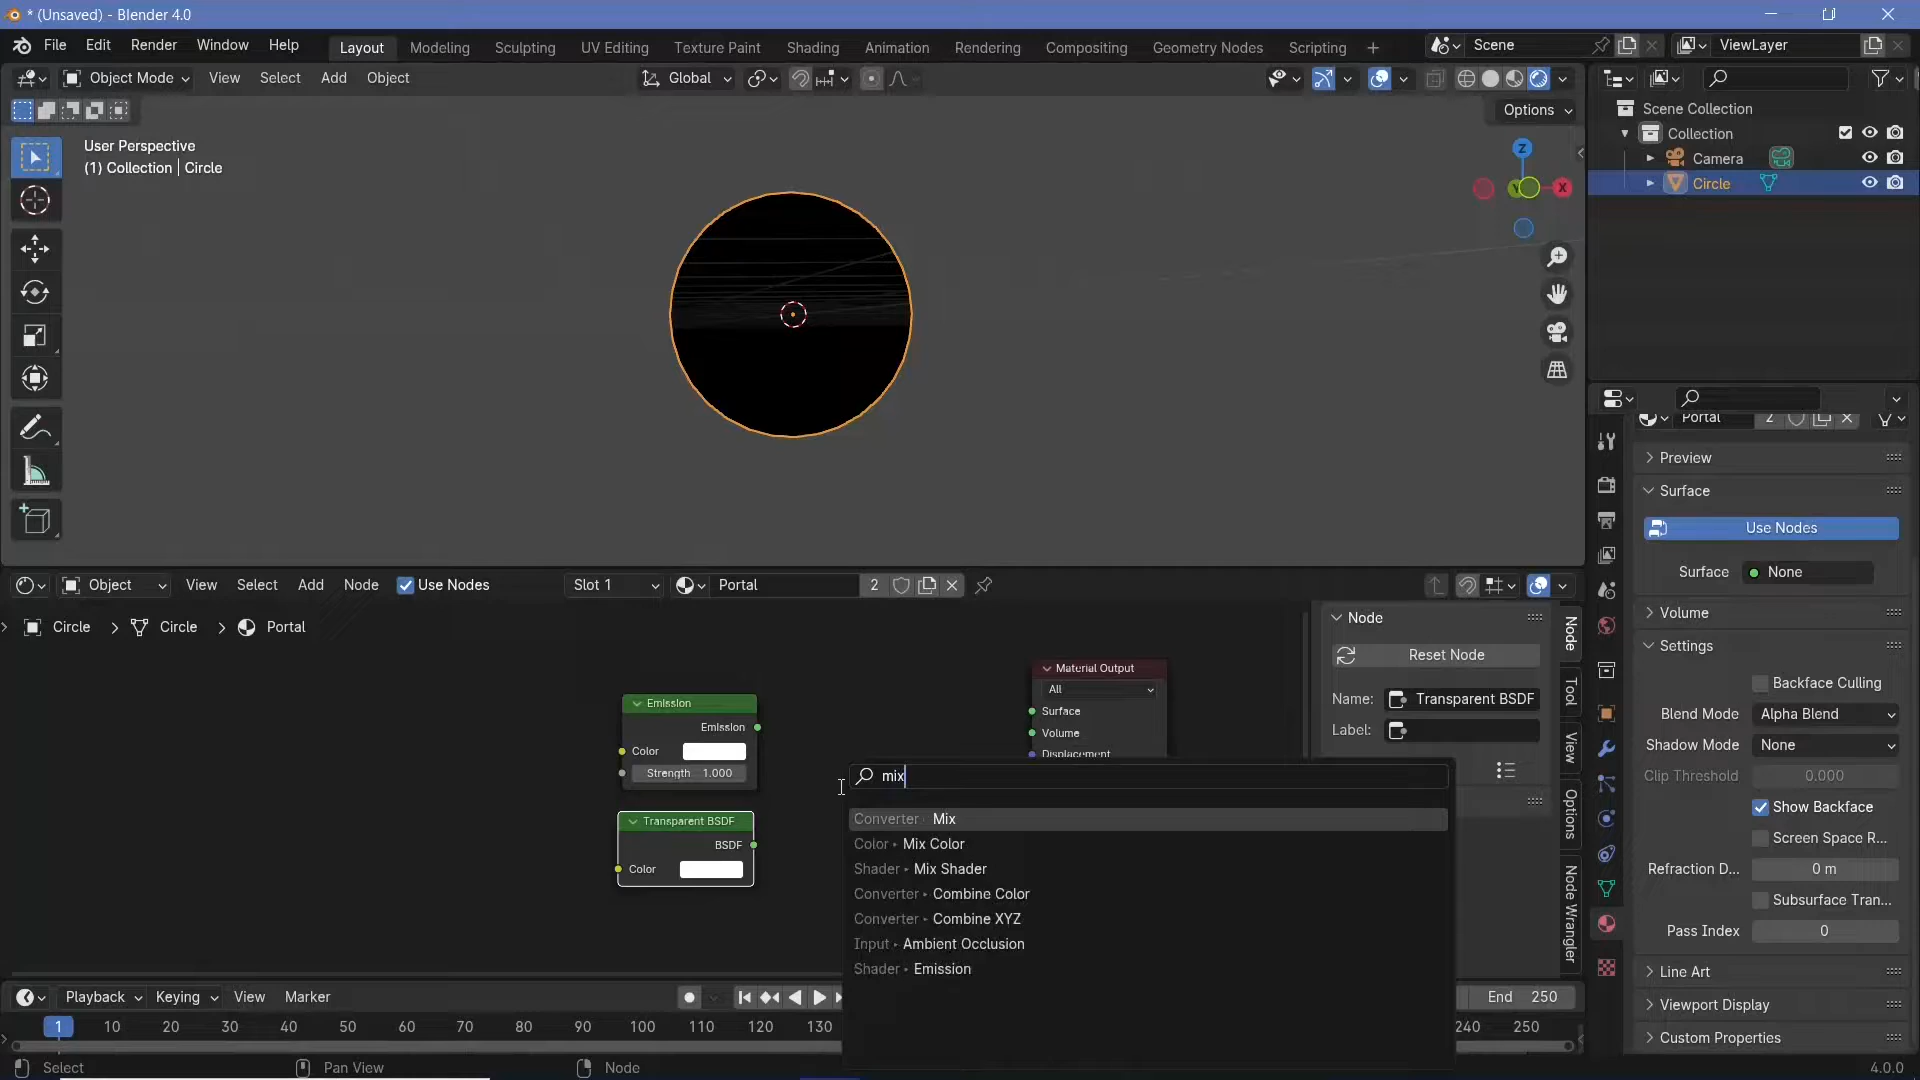 * (Unsaved) - Blender 4.0
File Edit Render Window Help
Layout Modeling Sculpting UV Editing Texture Paint Shading Animation Rendering Compositing Geometry Nodes Scripting +
Scene
ViewLayer
Object Mode View Select Add Object
Global
Options
User Perspective
(1) Collection | Circle
Z
X
Y
Scene Collection
Collection
Camera
Circle
Portal 2
Preview
Surface
Use Nodes
Surface None
Volume
Settings
Backface Culling
Blend Mode Alpha Blend
Shadow Mode None
Clip Threshold 0.000
Show Backface
Screen Space R...
Refraction D... 0 m
Subsurface Tran...
Pass Index 0
Line Art
Viewport Display
Custom Properties
Object View Select Add Node Use Nodes Slot 1 Portal 2
Circle > Circle > Portal
Emission
Emission
Color
Strength 1.000
Transparent BSDF
BSDF
Color
Material Output
All
Surface
Volume
Displacement
mix
Converter Mix
Color Mix Color
Shader Mix Shader
Converter Combine Color
Converter Combine XYZ
Input Ambient Occlusion
Shader Emission
Node
Reset Node
Name: Transparent BSDF
Label:
Node
Tool
View
Options
Node Wrangler
Playback Keying View Marker
End 250
1 10 20 30 40 50 60 70 80 90 100 110 120 130 240 250
Select Pan View Node
4.0.0